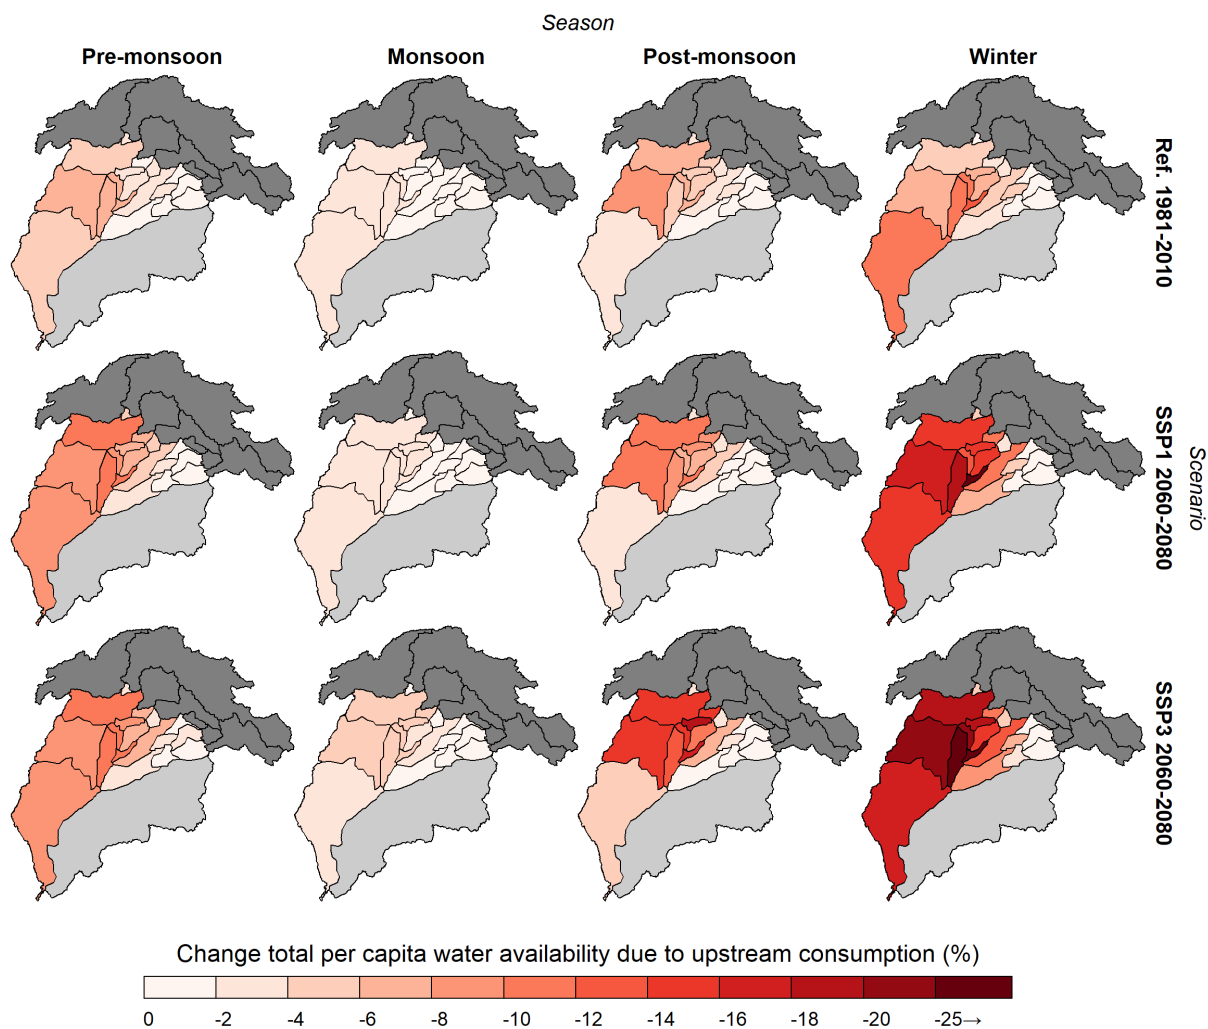 Season
Pre-monsoon Monsoon Post-monsoon Winter
Ref. 1981-2010
SSP1 2060-2080
Scenario
SSP3 2060-2080
Change total per capita water availability due to upstream consumption (%)
0 -2 -4 -6 -8 -10 -12 -14 -16 -18 -20 -25→